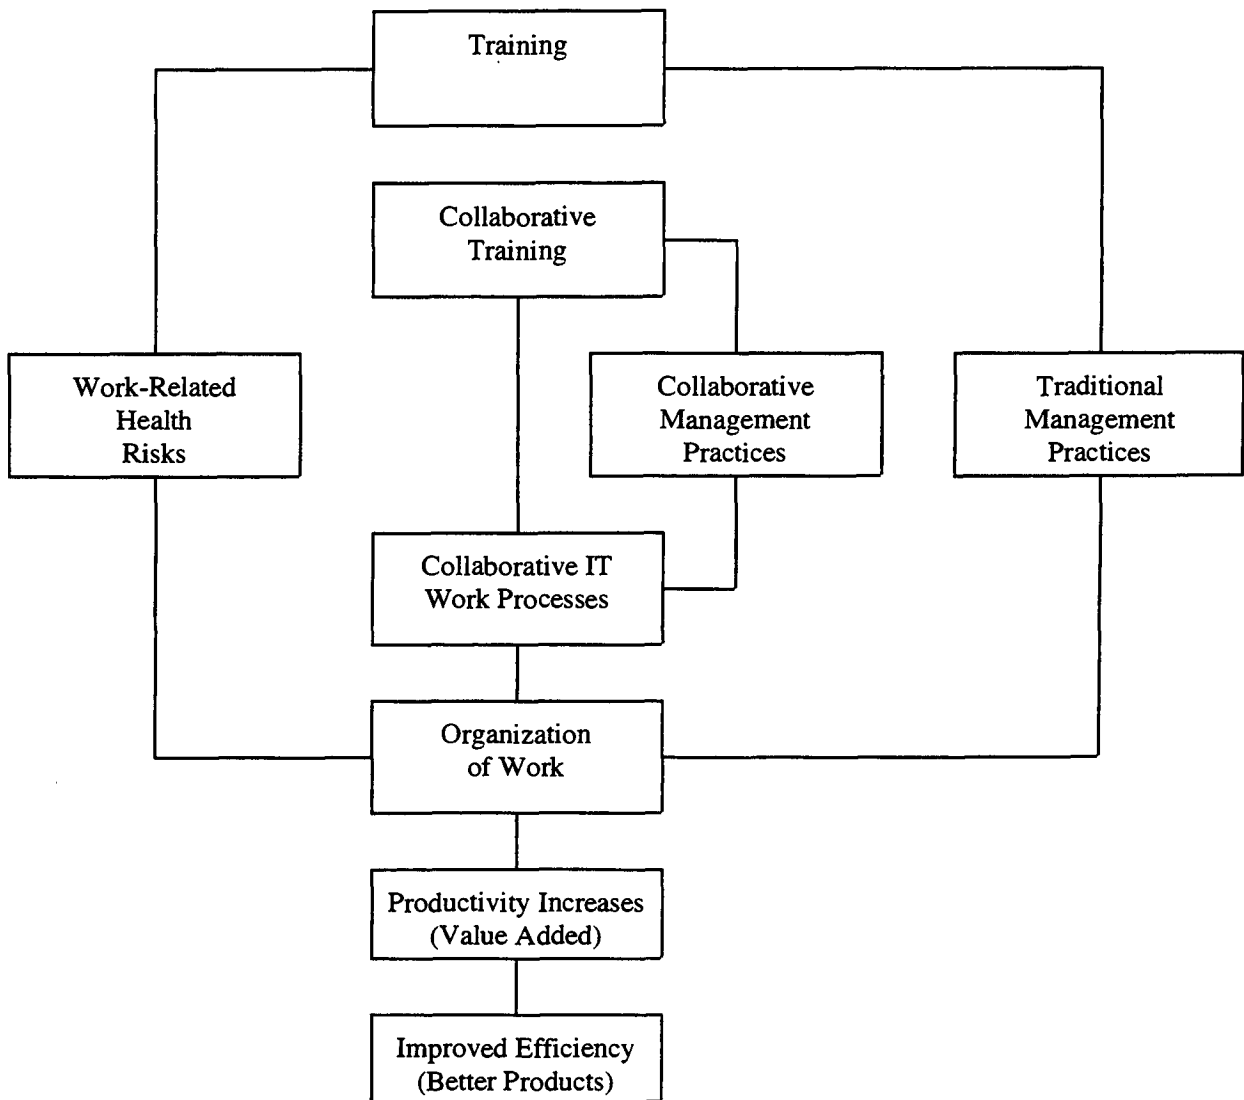 Training
Collaborative
Training
Work-Related
Health
Risks
Collaborative
Management
Practices
Traditional
Management
Practices
Collaborative IT
Work Processes
Organization
of Work
Productivity Increases
(Value Added)
Improved Efficiency
(Better Products)